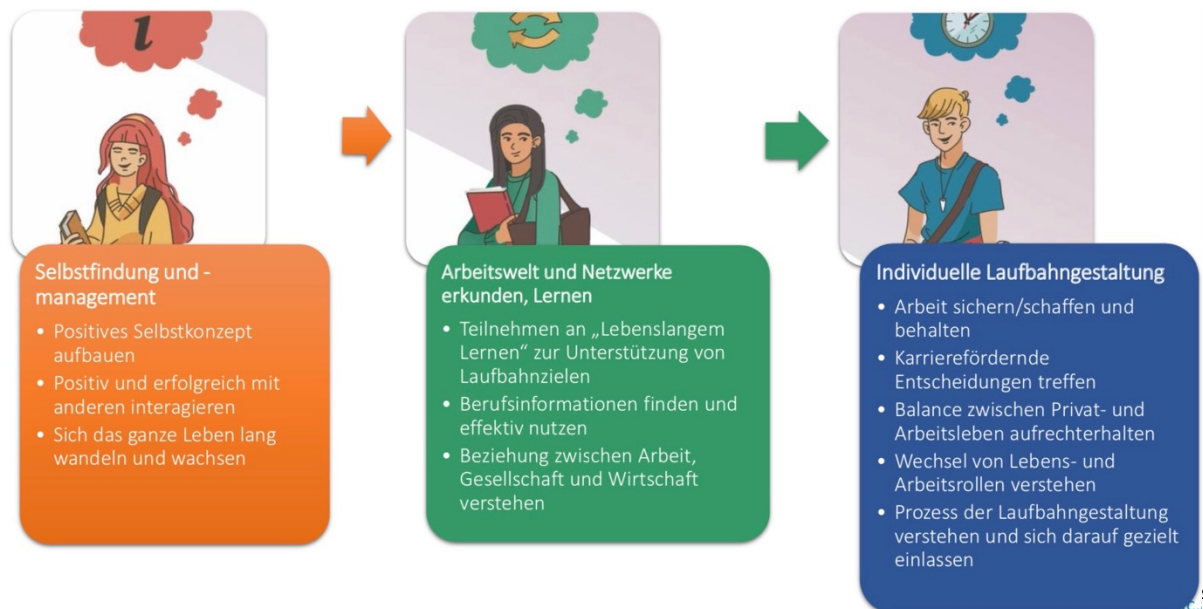 i
Selbstfindung und -
management
• Positives Selbstkonzept
aufbauen
• Positiv und erfolgreich mit
anderen interagieren
• Sich das ganze Leben lang
wandeln und wachsen
Arbeitswelt und Netzwerke
erkunden, Lernen
• Teilnehmen an „Lebenslangem
Lernen“ zur Unterstützung von
Laufbahnzielen
• Berufsinformationen finden und
effektiv nutzen
• Beziehung zwischen Arbeit,
Gesellschaft und Wirtschaft
verstehen
Individuelle Laufbahngestaltung
• Arbeit sichern/schaffen und
behalten
• Karrierefördernde
Entscheidungen treffen
• Balance zwischen Privat- und
Arbeitsleben aufrechterhalten
• Wechsel von Lebens- und
Arbeitsrollen verstehen
• Prozess der Laufbahngestaltung
verstehen und sich darauf gezielt
einlassen